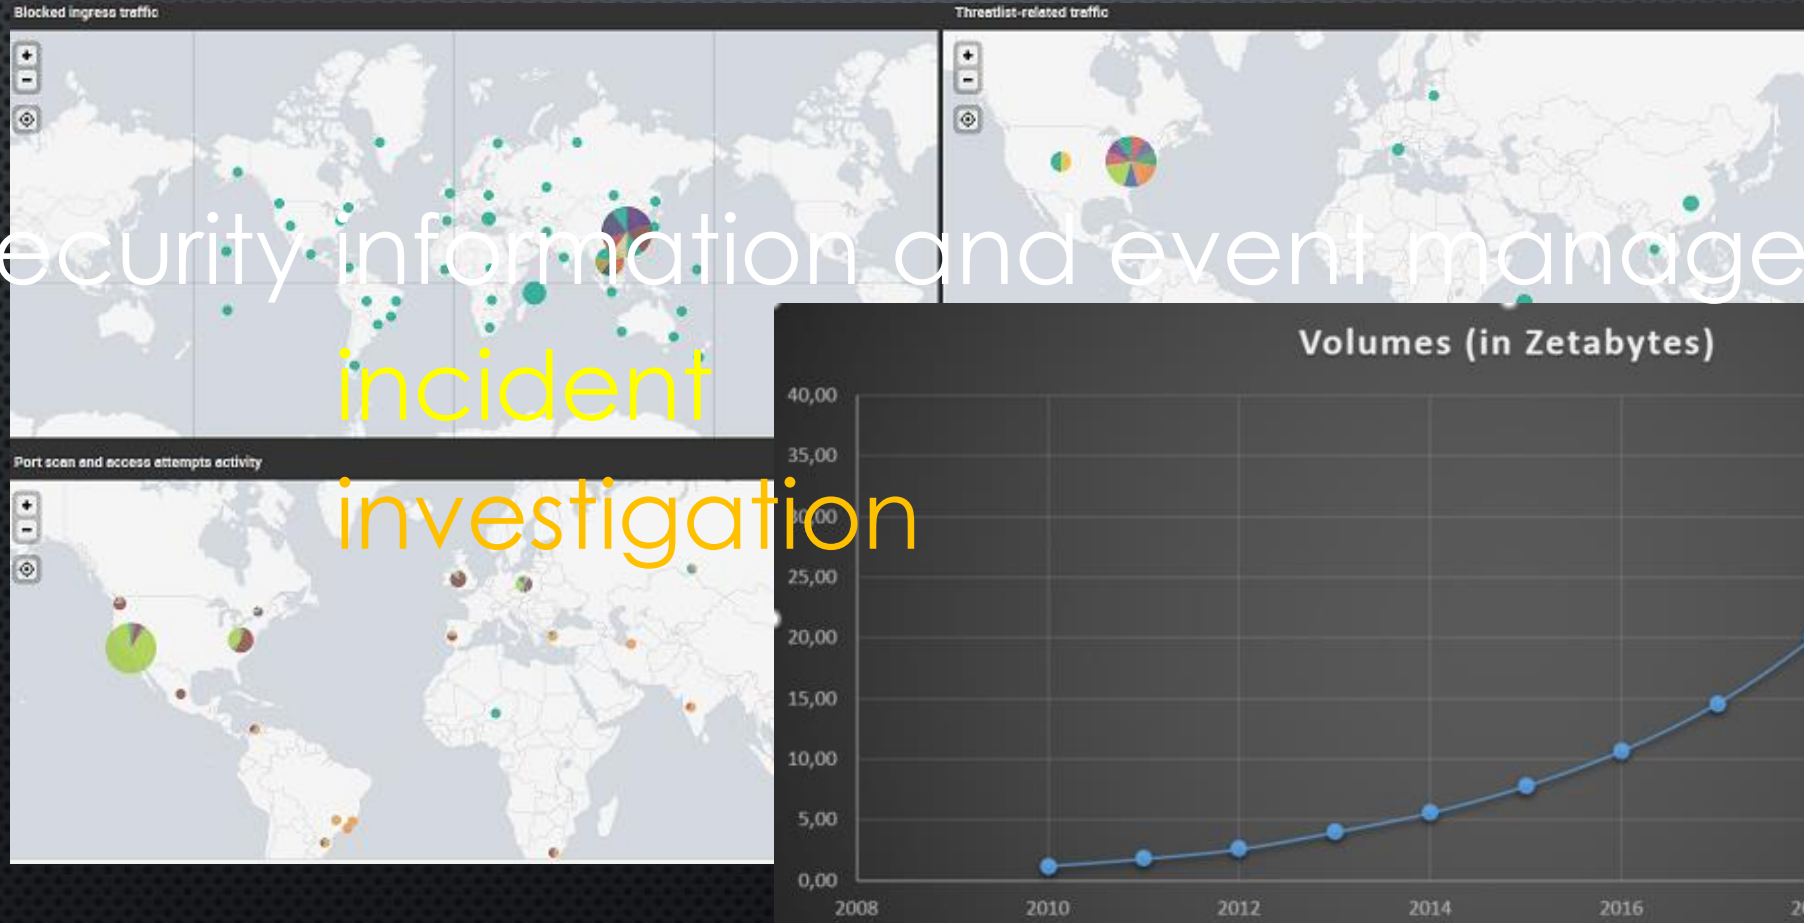 Blocked ingress traffic
Threatlist-related traffic
ecurity information and event manage
incident
investigation
Port scan and access attempts activity
Volumes (in Zetabytes)
40,00
35,00
30,00
25,00
20,00
15,00
10,00
5,00
0,00
2008 2010 2012 2014 2016